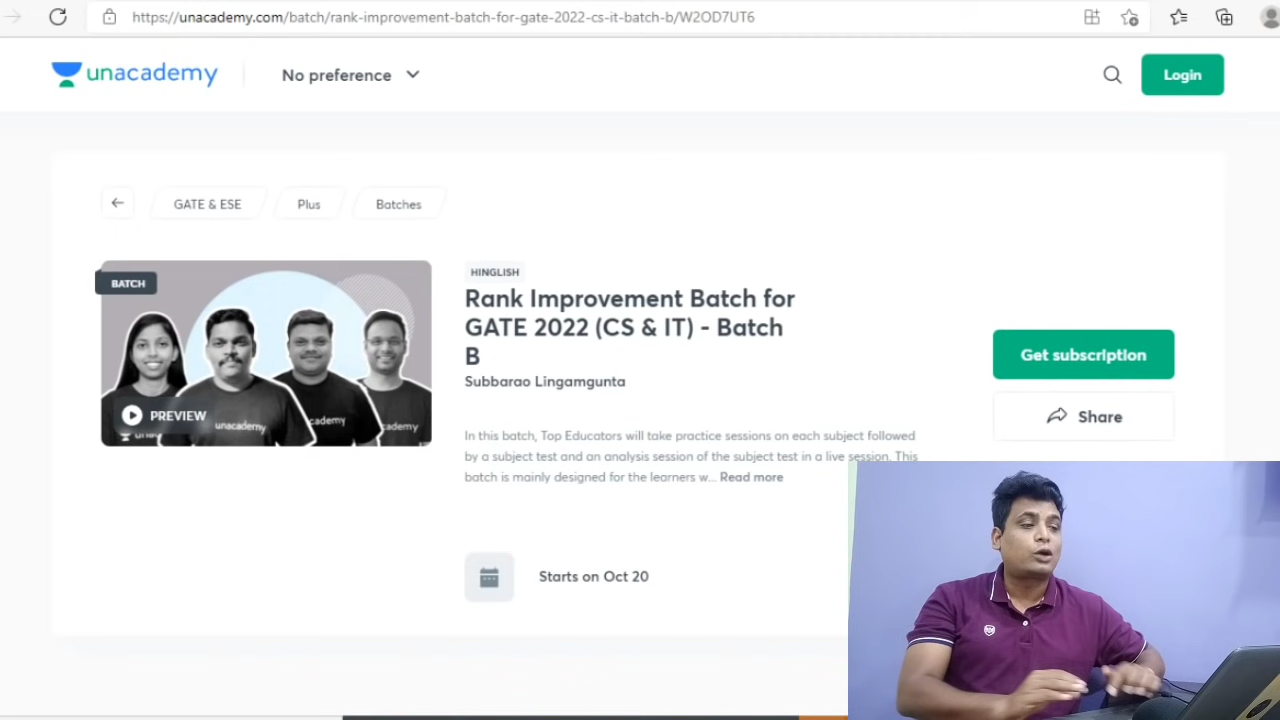 https://unacademy.com/batch/rank-improvement-batch-for-gate-2022-cs-it-batch-b/W2OD7UT6
unacademy
No preference
Login
GATE & ESE
Plus
Batches
BATCH
PREVIEW
unacademy
cademy
ademy
HINGLISH
Rank Improvement Batch for
GATE 2022 (CS & IT) - Batch
B
Subbarao Lingamgunta
In this batch, Top Educators will take practice sessions on each subject followed
by a subject test and an analysis session of the subject test in a live session. This
batch is mainly designed for the learners w... Read more
Starts on Oct 20
Get subscription
Share